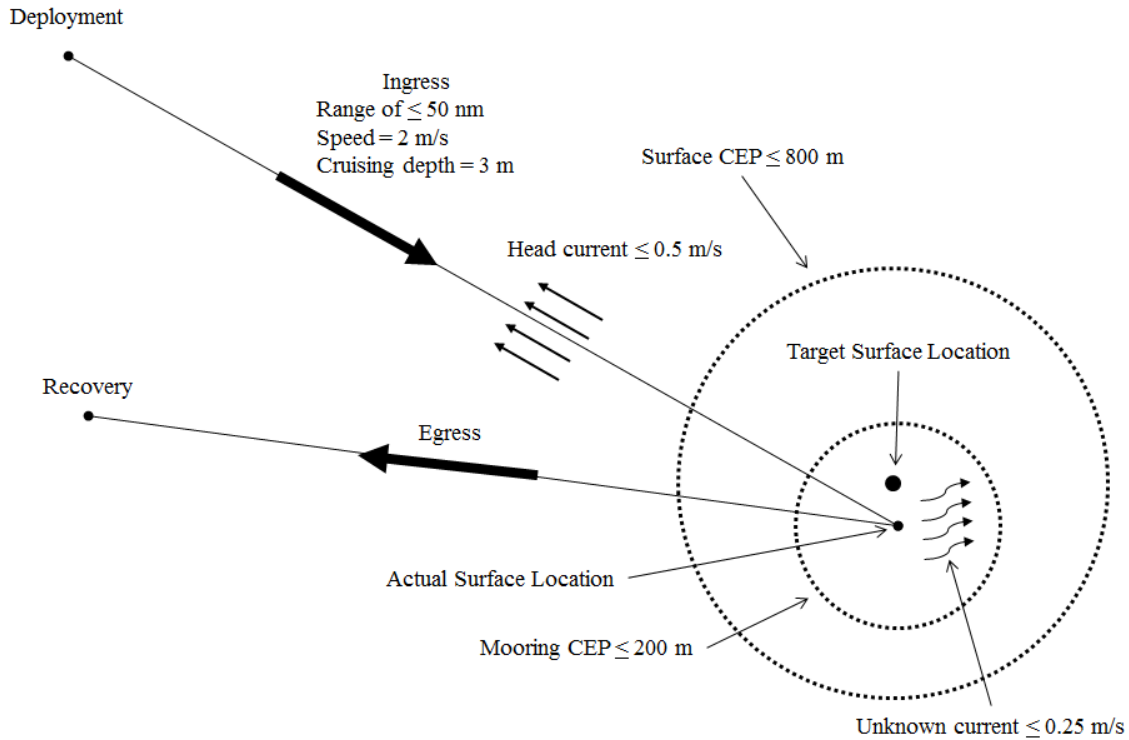 Deployment
Ingress
Range of ≤ 50 nm
Speed = 2 m/s
Cruising depth = 3 m
Surface CEP ≤ 800 m
Head current ≤ 0.5 m/s
Target Surface Location
Recovery
Egress
Actual Surface Location
Mooring CEP ≤ 200 m
Unknown current ≤ 0.25 m/s